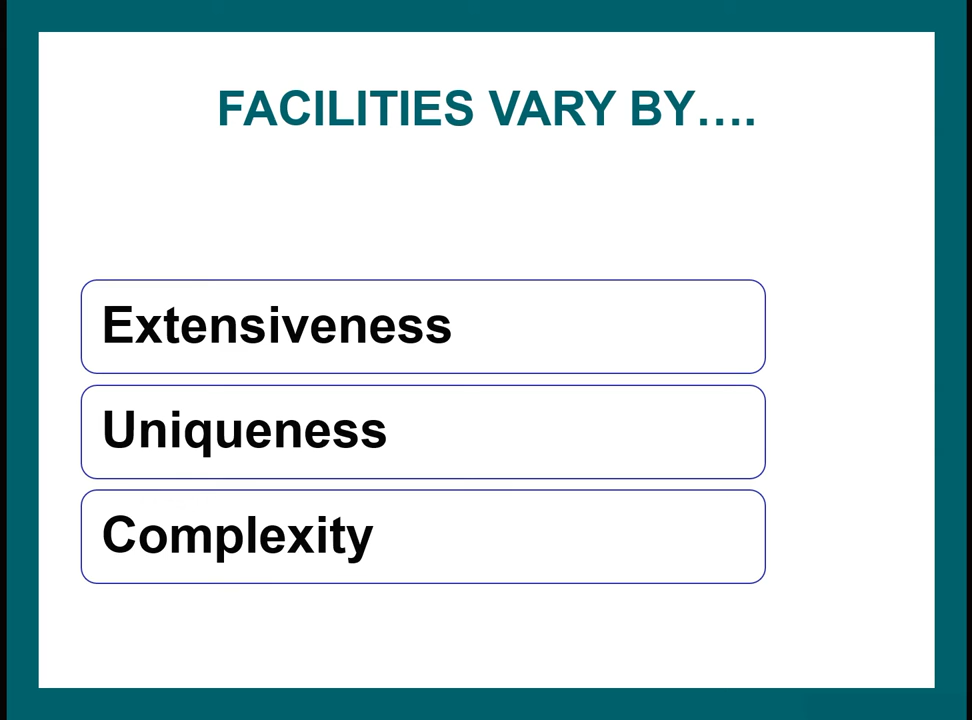 FACILITIES VARY BY….
Extensiveness
Uniqueness
Complexity